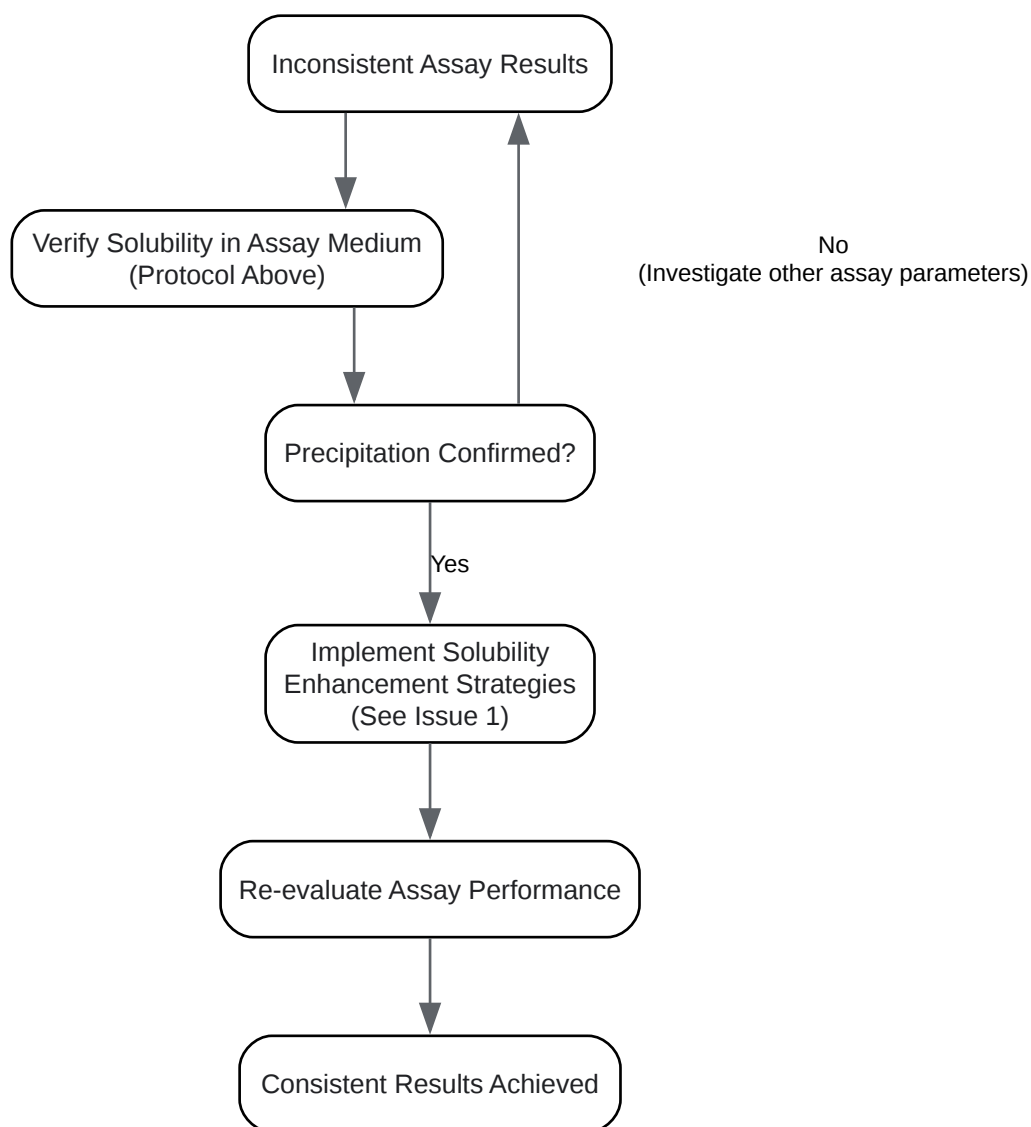 Inconsistent Assay Results
Verify Solubility in Assay Medium
(Protocol Above)
No
(Investigate other assay parameters)
Precipitation Confirmed?
Yes
Implement Solubility
Enhancement Strategies
(See Issue 1)
Re-evaluate Assay Performance
Consistent Results Achieved